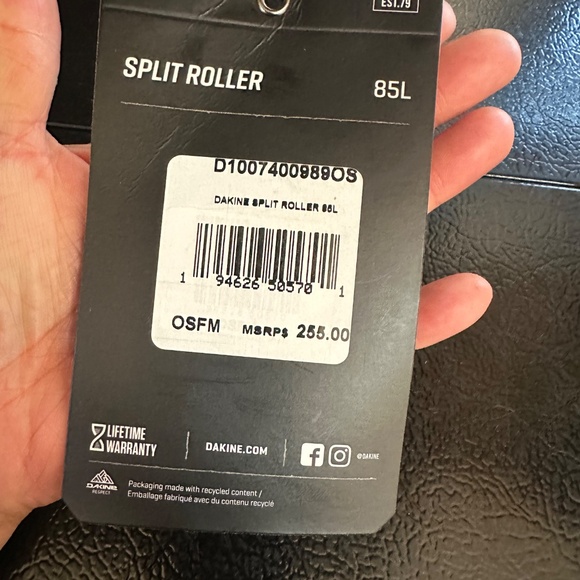 EST.79
SPLIT ROLLER
85L
D1007400989OS
DAKINE SPLIT ROLLER 85L
1 94626 50570 1
OSFM MSRP$ 255.00
LIFETIME
WARRANTY
DAKINE.COM
@DAKINE
DAKINE
RESPECT
Packaging made with recycled content /
Emballage fabriqué avec du contenu recyclé